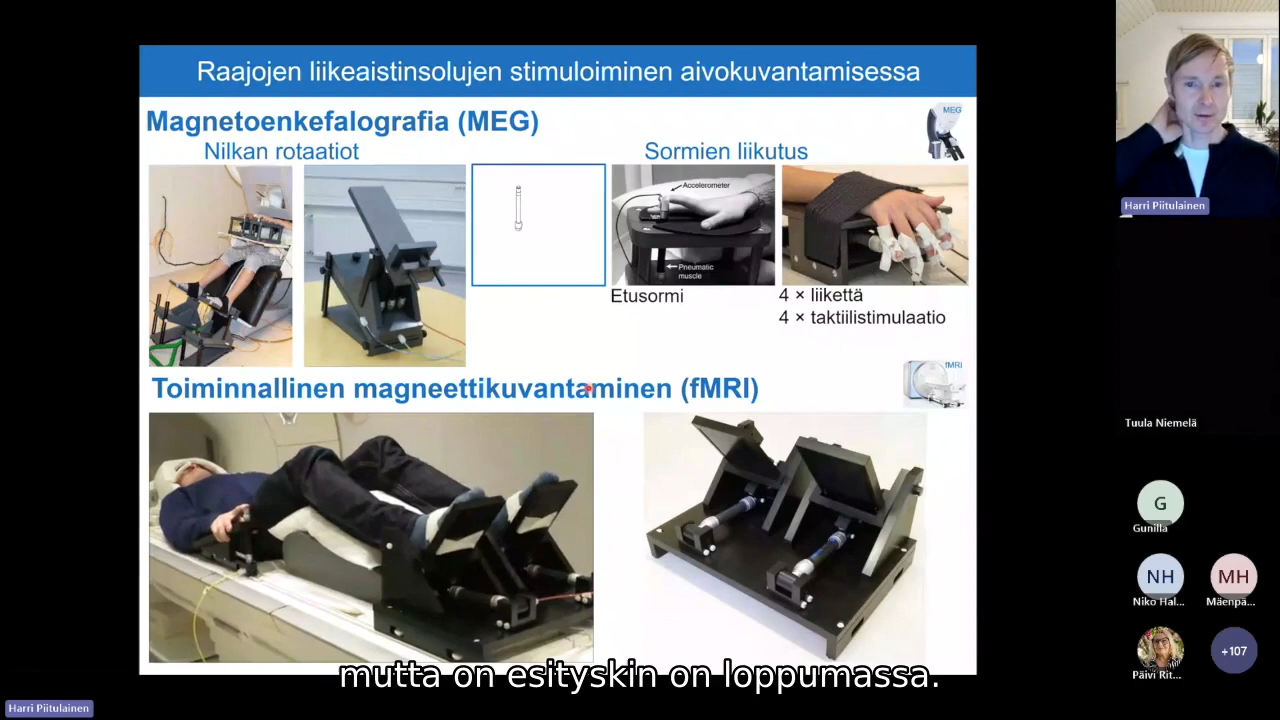 Raajojen liikeaistinsolujen stimuloiminen aivokuvantamisessa
Magnetoenkefalografia (MEG)
MEG
Nilkan rotaatiot
Sormien liikutus
Accelerometer
Pneumatic
muscle
Etusormi
4 × liikettä
4 × taktiilistimulaatio
Toiminnallinen magneettikuvantaminen (fMRI)
fMRI
mutta on esityskin on loppumassa.
Harri Piitulainen
Harri Piitulainen
Tuula Niemelä
G
Gunilla
NH
Niko Hal...
MH
Mäenpä...
Päivi Rit...
+107